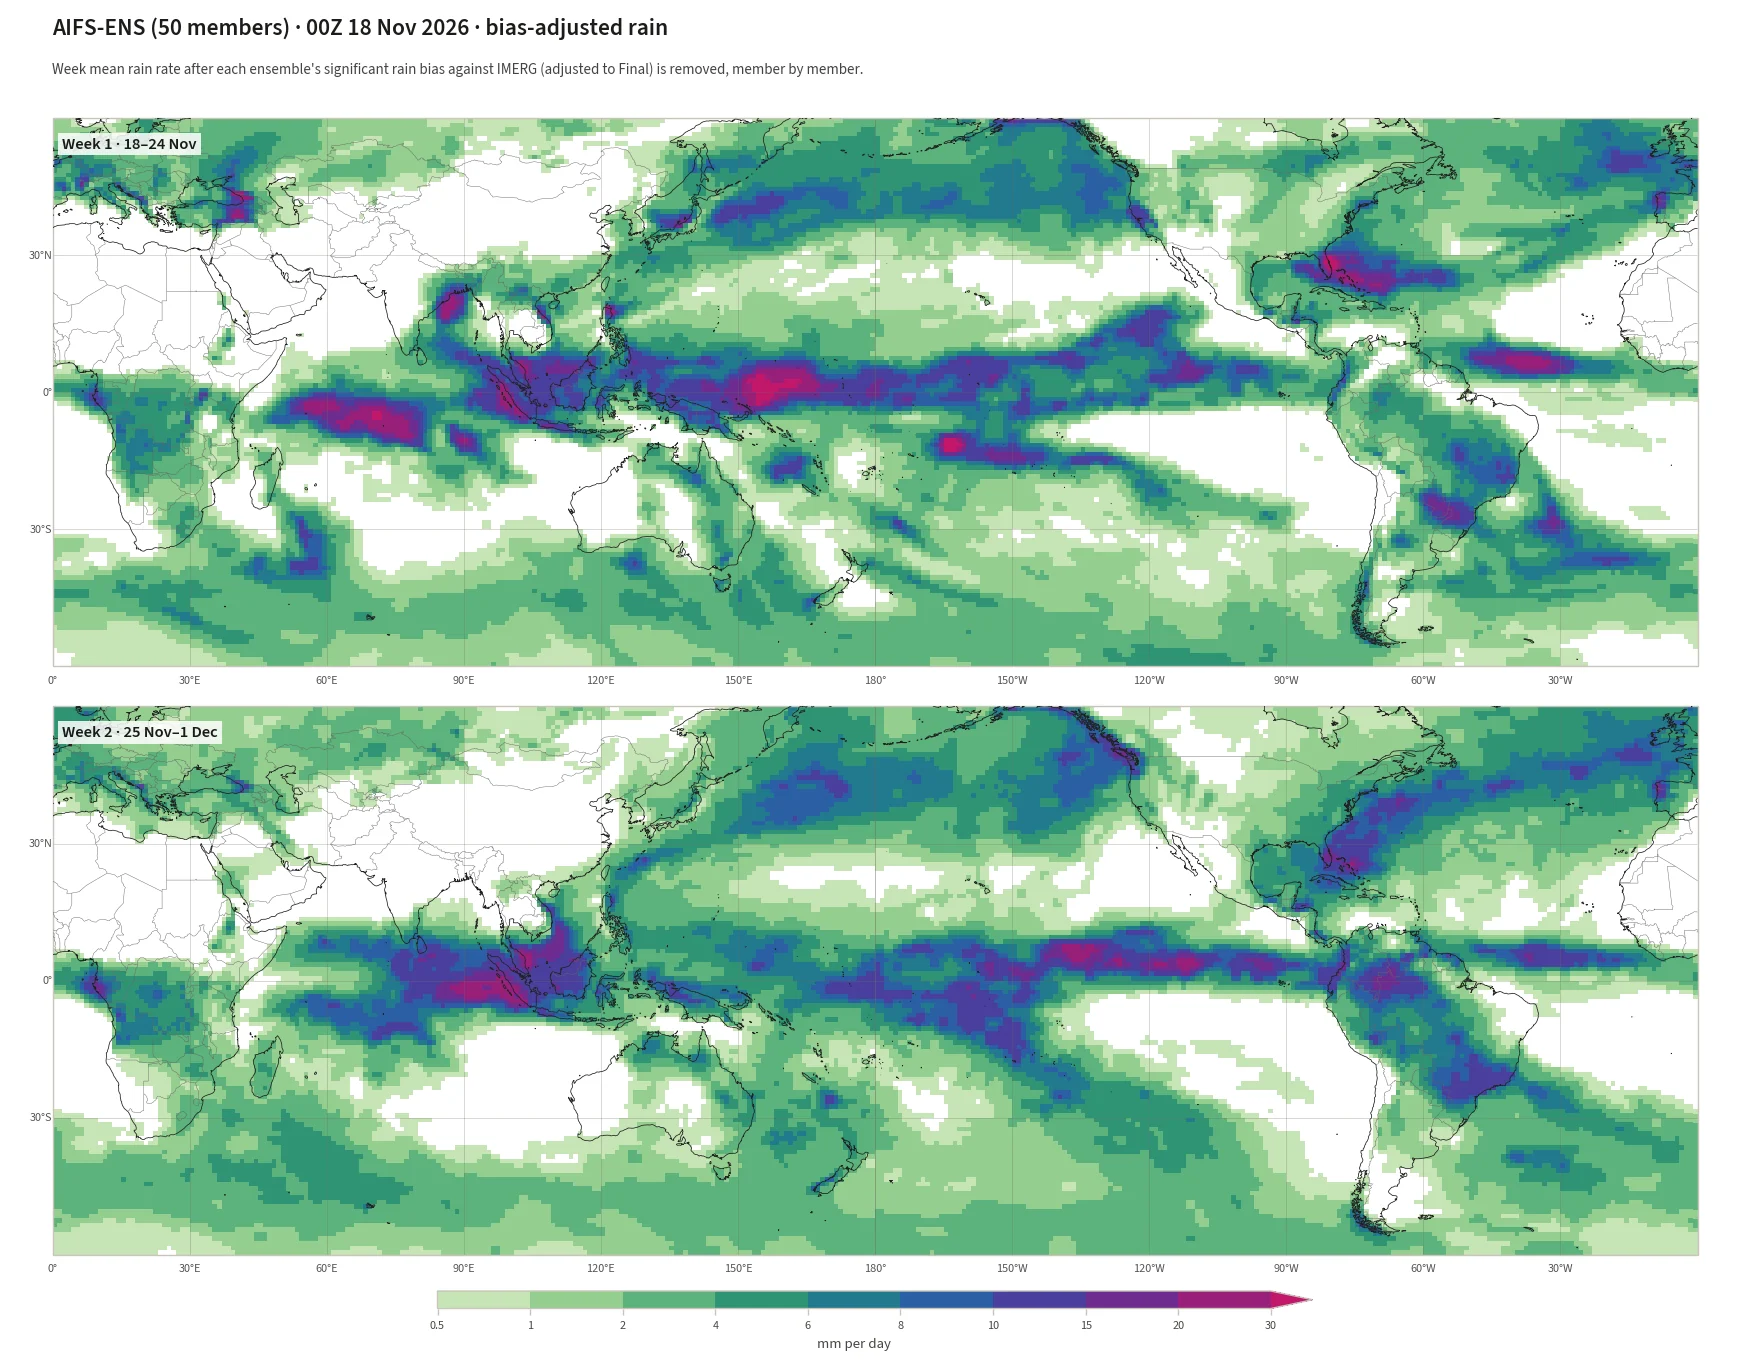 AIFS-ENS (50 members) · 00Z 18 Nov 2026 · bias-adjusted rain
Week mean rain rate after each ensemble's significant rain bias against IMERG (adjusted to Final) is removed, member by member.
Week 1 · 18–24 Nov
30°N
0°
30°S
0° 30°E 60°E 90°E 120°E 150°E 180° 150°W 120°W 90°W 60°W 30°W
Week 2 · 25 Nov–1 Dec
30°N
0°
30°S
0° 30°E 60°E 90°E 120°E 150°E 180° 150°W 120°W 90°W 60°W 30°W
0.5 1 2 4 6 8 10 15 20 30
mm per day